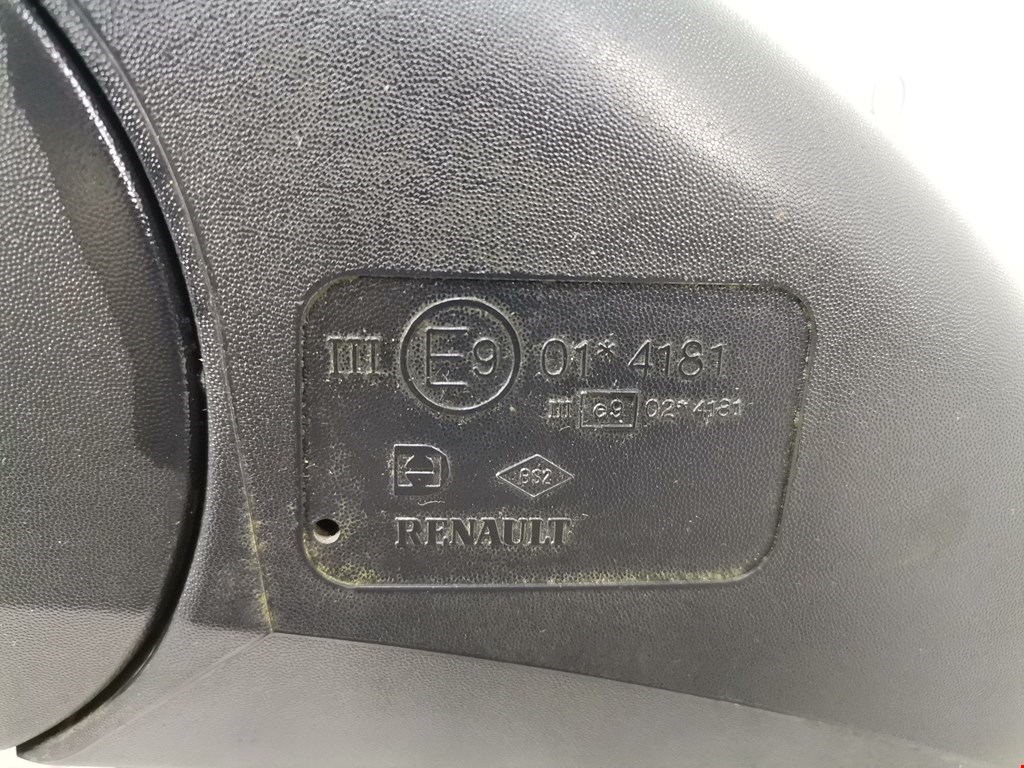 III E9 01*4181
III e9 02*4181
BS2
RENAULT